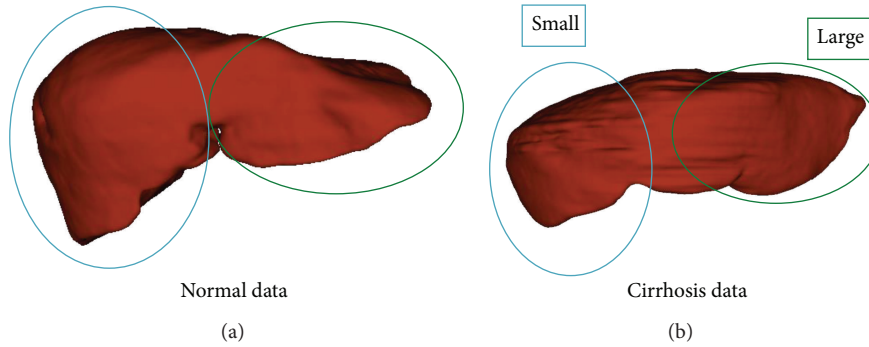 Small
Large
Normal data
Cirrhosis data
(a)
(b)